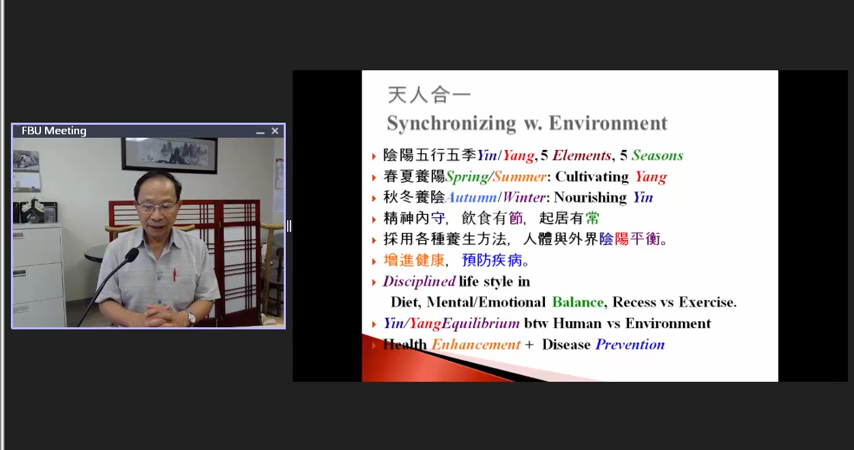 FBU Meeting
天人合一
Synchronizing w. Environment
陰陽五行五季Yin/Yang, 5 Elements, 5 Seasons
春夏養陽Spring/Summer: Cultivating Yang
秋冬養陰Autumn/Winter: Nourishing Yin
精神內守, 飲食有節, 起居有常
採用各種養生方法, 人體與外界陰陽平衡。
增進健康, 預防疾病。
Disciplined life style in
Diet, Mental/Emotional Balance, Recess vs Exercise.
Yin/YangEquilibrium btw Human vs Environment
Health Enhancement + Disease Prevention